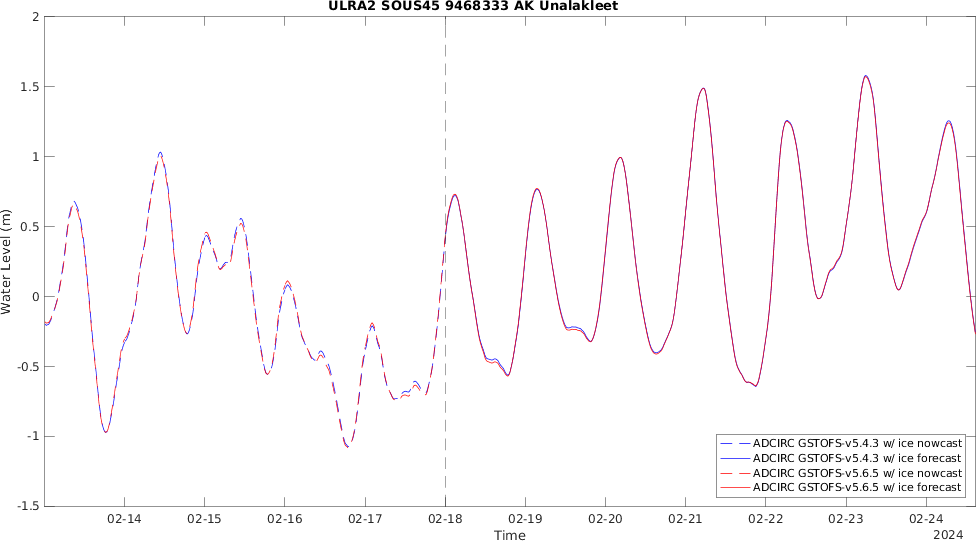 ULRA2 SOUS45 9468333 AK Unalakleet
Water Level (m)
2
1.5
1
0.5
0
-0.5
-1
-1.5
02-14 02-15 02-16 02-17 02-18 02-19 02-20 02-21 02-22 02-23 02-24
Time
2024
ADCIRC GSTOFS-v5.4.3 w/ ice nowcast
ADCIRC GSTOFS-v5.4.3 w/ ice forecast
ADCIRC GSTOFS-v5.6.5 w/ ice nowcast
ADCIRC GSTOFS-v5.6.5 w/ ice forecast